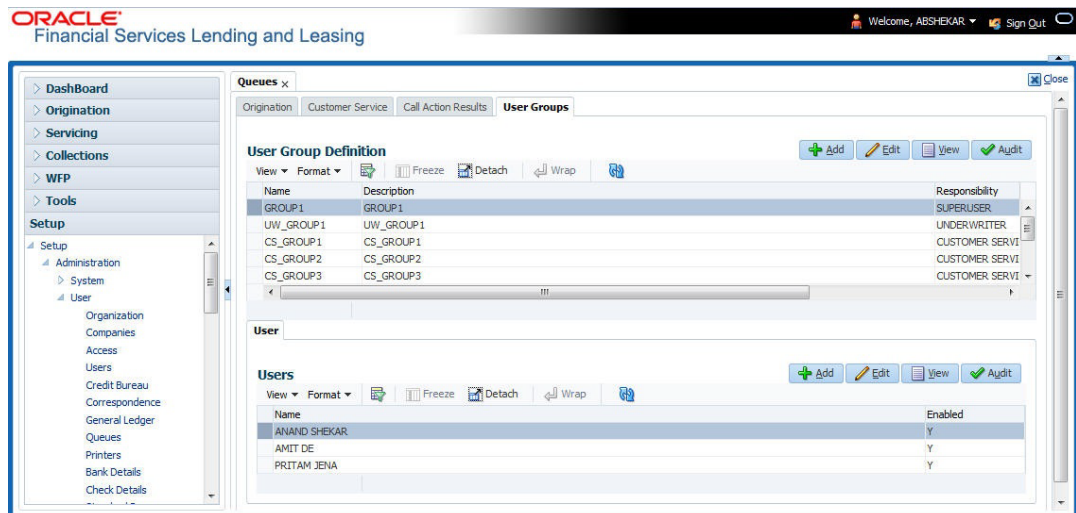 ORACLE
Financial Services Lending and Leasing
Welcome, ABSHEKAR
Sign Out
Close
DashBoard
Origination
Servicing
Collections
WFP
Tools
Setup
Setup
Administration
System
User
Organization
Companies
Access
Users
Credit Bureau
Correspondence
General Ledger
Queues
Printers
Bank Details
Check Details
Queues
Origination Customer Service Call Action Results User Groups
User Group Definition
Add Edit View Audit
View Format Freeze Detach Wrap
Name Description Responsibility
GROUP1 GROUP1 SUPERUSER
UW_GROUP1 UW_GROUP1 UNDERWRITER
CS_GROUP1 CS_GROUP1 CUSTOMER SERVI
CS_GROUP2 CS_GROUP2 CUSTOMER SERVI
CS_GROUP3 CS_GROUP3 CUSTOMER SERVI
User
Users
Add Edit View Audit
View Format Freeze Detach Wrap
Name Enabled
ANAND SHEKAR Y
AMIT DE Y
PRITAM JENA Y